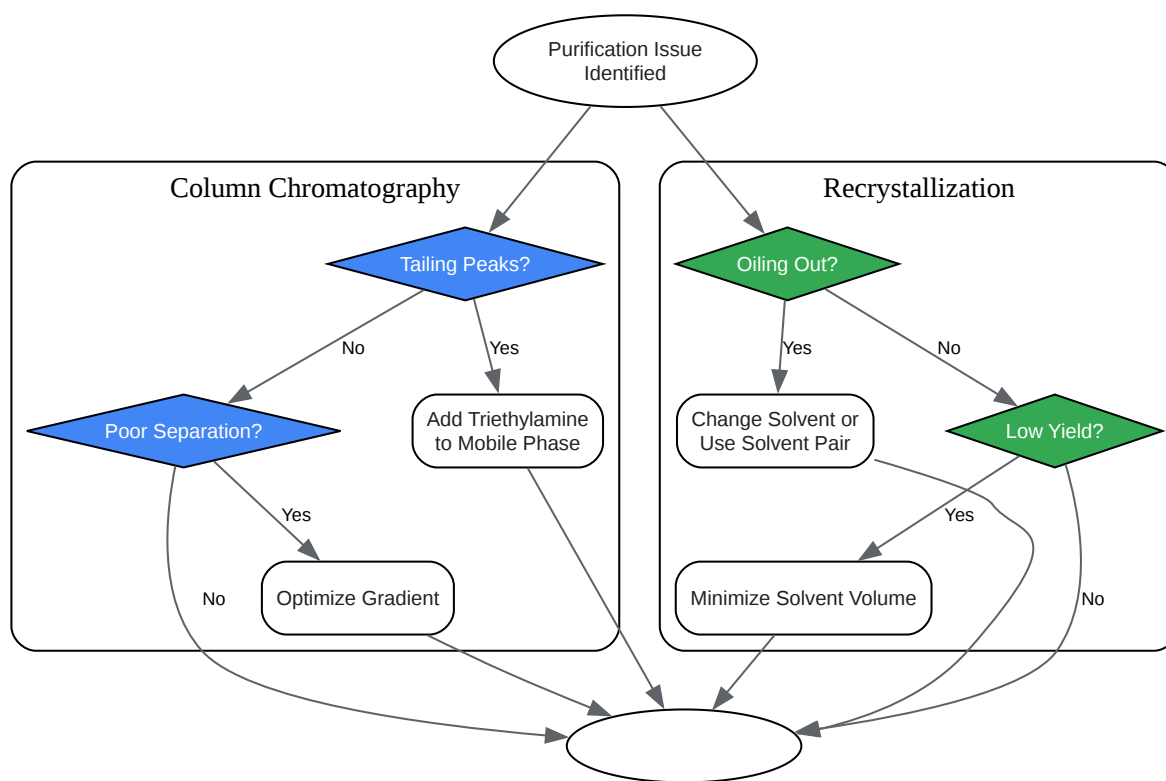 Purification Issue
Identified
Column Chromatography
Recrystallization
Tailing Peaks?
Oiling Out?
No
Yes
Yes
No
Poor Separation?
Add Triethylamine
to Mobile Phase
Change Solvent or
Use Solvent Pair
Low Yield?
Yes
Yes
No
Optimize Gradient
Minimize Solvent Volume
No